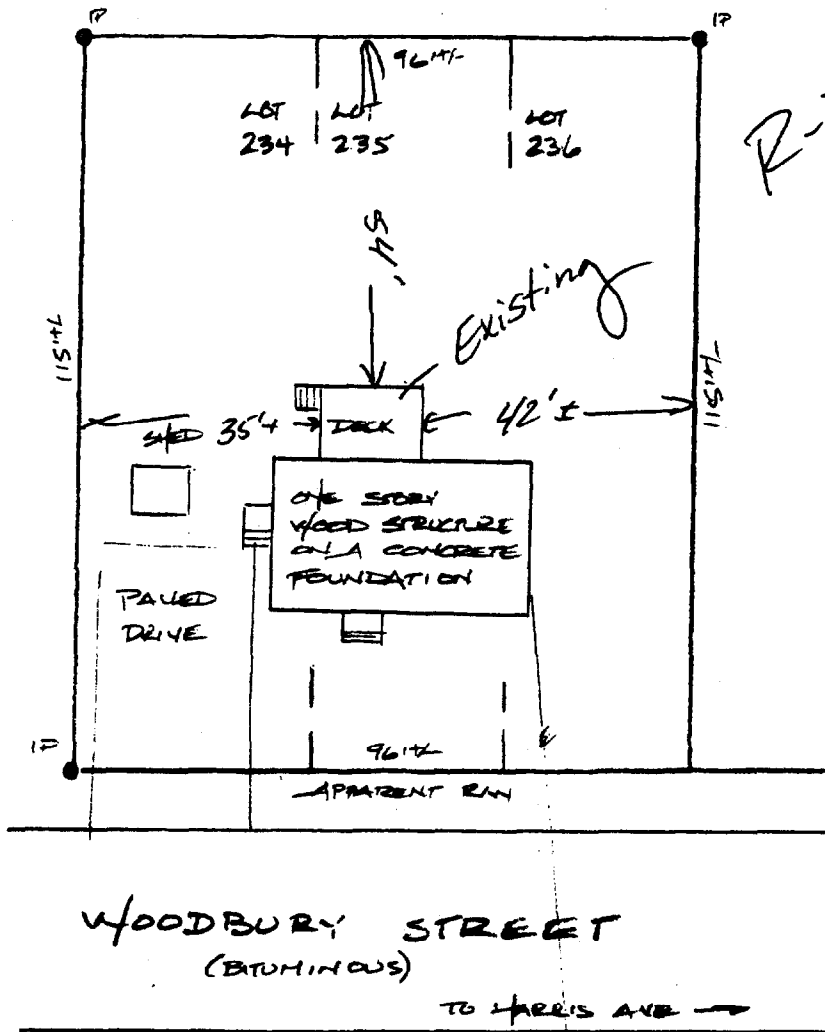 IP
IP
96'+/-
LOT
234
LOT
235
LOT
236
R-
54'
Existing
115'+/-
115'+/-
SHED
35'±
DECK
42'±
ONE STORY
WOOD STRUCTURE
ON A CONCRETE
FOUNDATION
PAVED
DRIVE
IP
96'+/-
APPARENT R/W
WOODBURY STREET
(BITUMINOUS)
TO HARRIS AVE